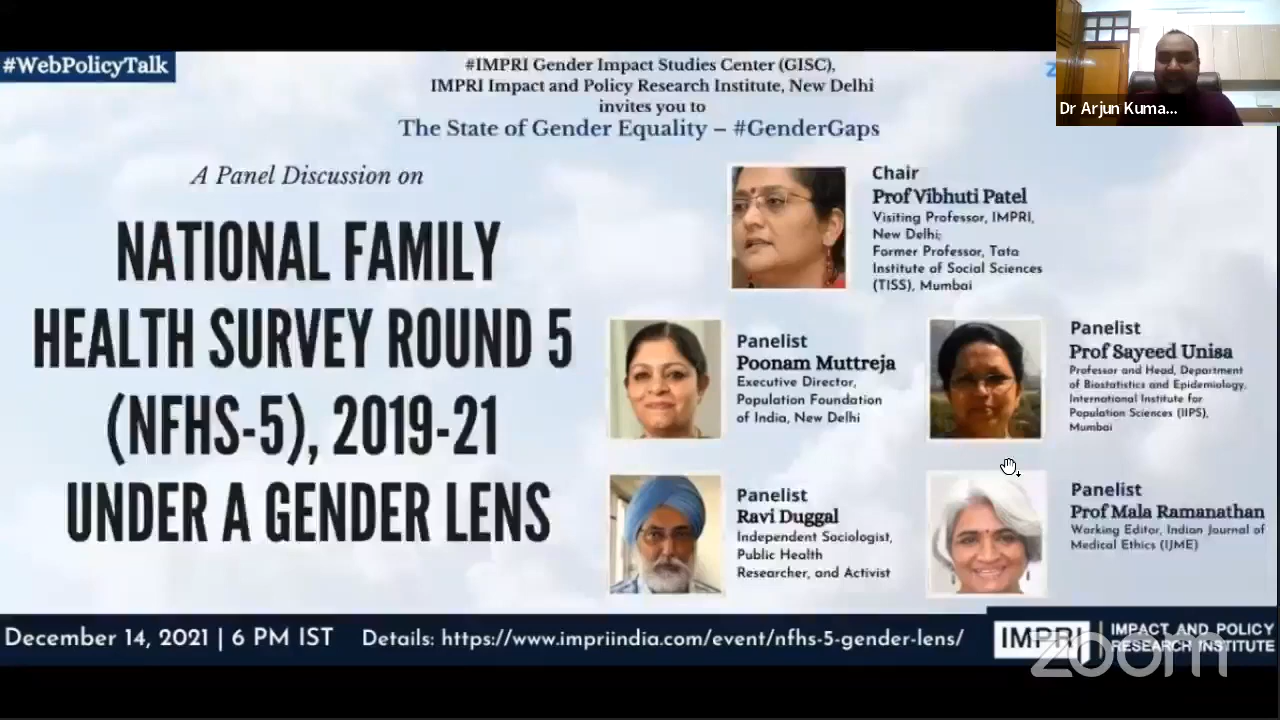 #WebPolicyTalk
#IMPRI Gender Impact Studies Center (GISC),
IMPRI Impact and Policy Research Institute, New Delhi
invites you to
The State of Gender Equality – #GenderGaps
Dr Arjun Kuma...
A Panel Discussion on
NATIONAL FAMILY
HEALTH SURVEY ROUND 5
(NFHS-5), 2019-21
UNDER A GENDER LENS
Chair
Prof Vibhuti Patel
Visiting Professor, IMPRI,
New Delhi;
Former Professor, Tata
Institute of Social Sciences
(TISS), Mumbai
Panelist
Poonam Muttreja
Executive Director,
Population Foundation
of India, New Delhi
Panelist
Prof Sayeed Unisa
Professor and Head, Department
of Biostatistics and Epidemiology,
International Institute for
Population Sciences (IIPS),
Mumbai
Panelist
Ravi Duggal
Independent Sociologist,
Public Health
Researcher, and Activist
Panelist
Prof Mala Ramanathan
Working Editor, Indian Journal of
Medical Ethics (IJME)
December 14, 2021 | 6 PM IST
Details: https://www.impriindia.com/event/nfhs-5-gender-lens/
IMPRI
IMPACT AND POLICY
RESEARCH INSTITUTE
zoom